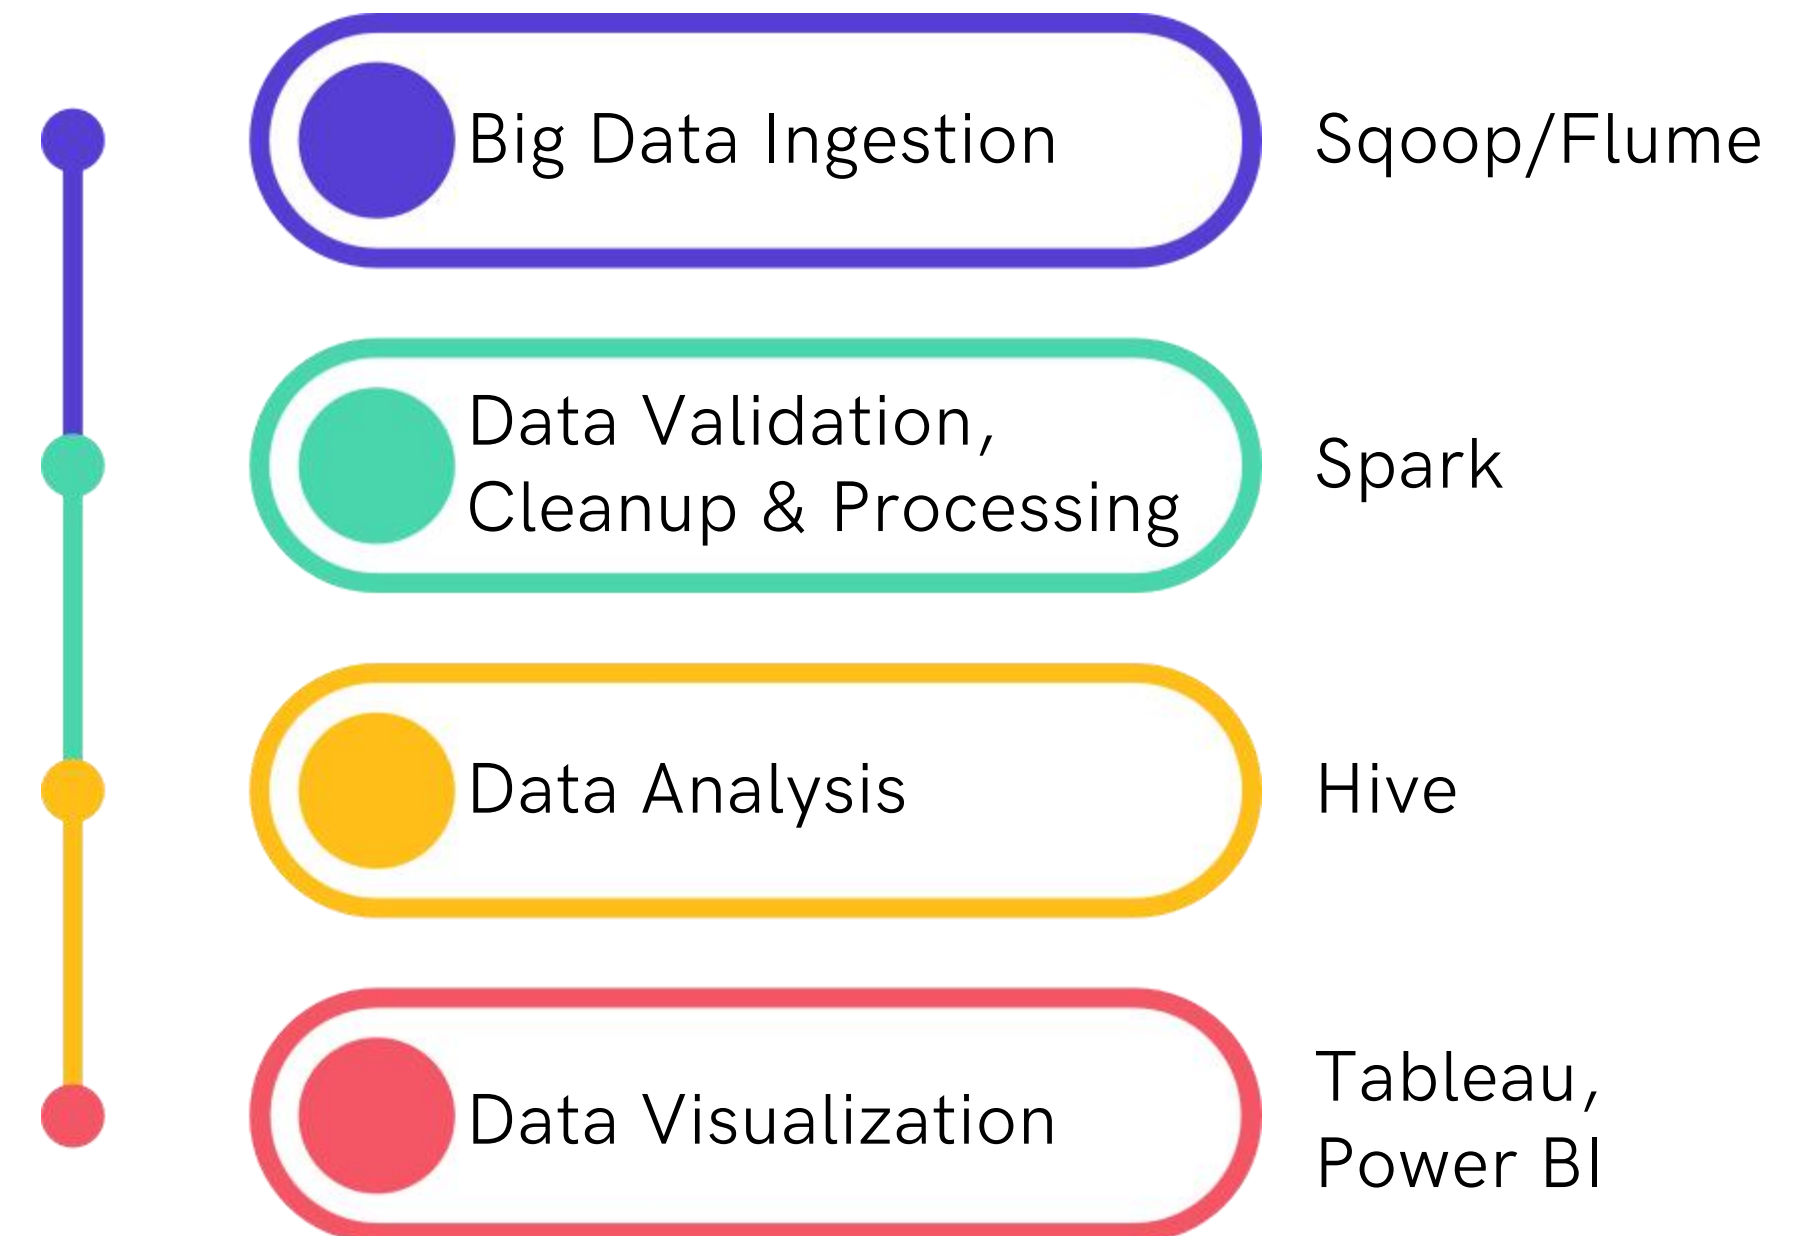 Big Data Ingestion
Sqoop/Flume
Data Validation,
Cleanup & Processing
Spark
Data Analysis
Hive
Data Visualization
Tableau,
Power BI